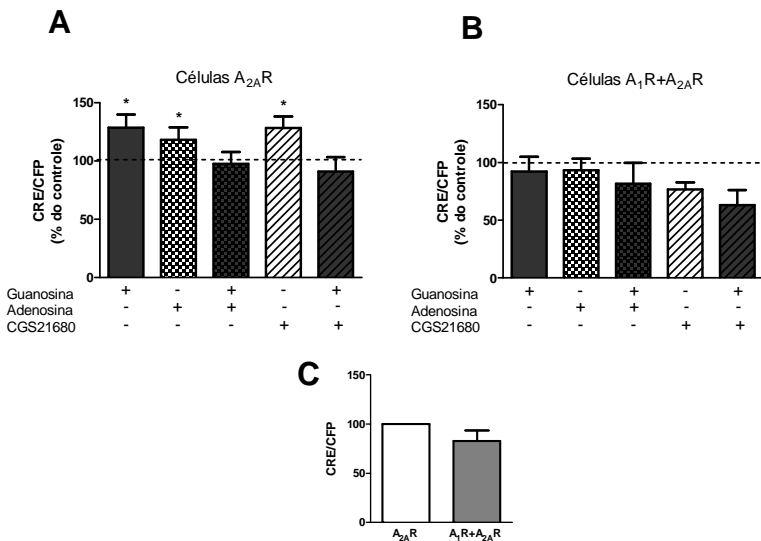 A
Células A₂ₐR
* * *
150
100
50
0
CRE/CFP
(% do controle)
Guanosina + - + - +
Adenosina - + + - -
CGS21680 - - - + +
B
Células A₁R+A₂ₐR
150
100
50
0
CRE/CFP
(% do controle)
Guanosina + - + - +
Adenosina - + + - -
CGS21680 - - - + +
C
150
100
50
0
CRE/CFP
A₂ₐR A₁R+A₂ₐR